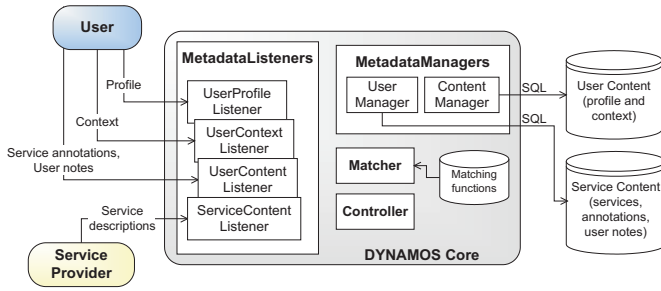 User
Profile
Context
Service annotations,
User notes
Service
descriptions
Service
Provider
MetadataListeners
UserProfile
Listener
UserContext
Listener
UserContent
Listener
ServiceContent
Listener
MetadataManagers
User
Manager
Content
Manager
Matcher
Matching
functions
Controller
DYNAMOS Core
SQL
SQL
User Content
(profile and
context)
Service Content
(services,
annotations,
user notes)